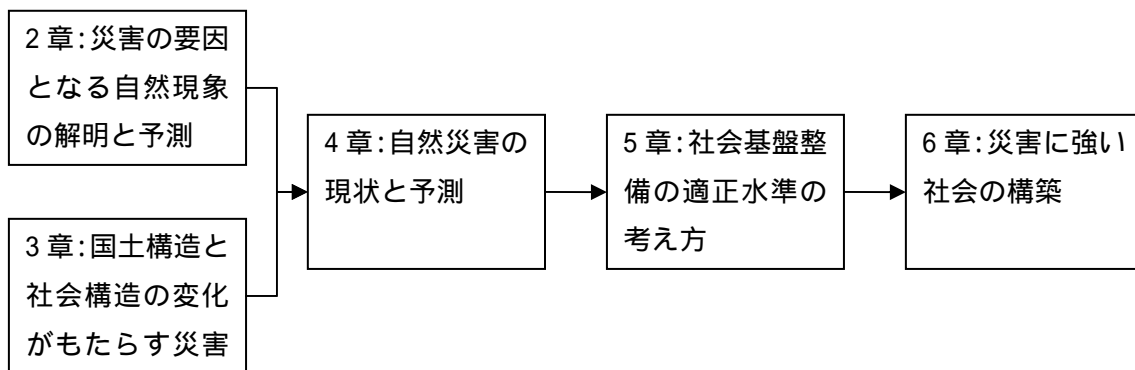 2章:災害の要因
となる自然現象
の解明と予測
3章:国土構造と
社会構造の変化
がもたらす災害
4章:自然災害の
現状と予測
5章:社会基盤整
備の適正水準の
考え方
6章:災害に強い
社会の構築